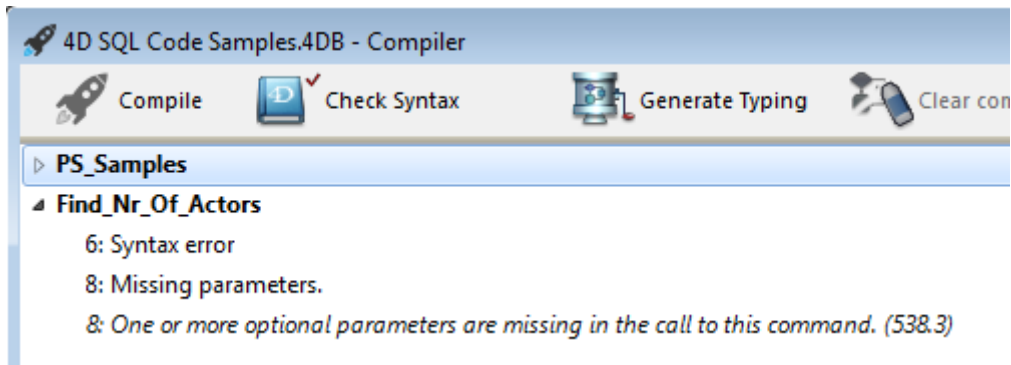 4D SQL Code Samples.4DB - Compiler
Compile Check Syntax Generate Typing Clear
PS_Samples
Find_Nr_Of_Actors
6: Syntax error
8: Missing parameters.
8: One or more optional parameters are missing in the call to this command. (538.3)